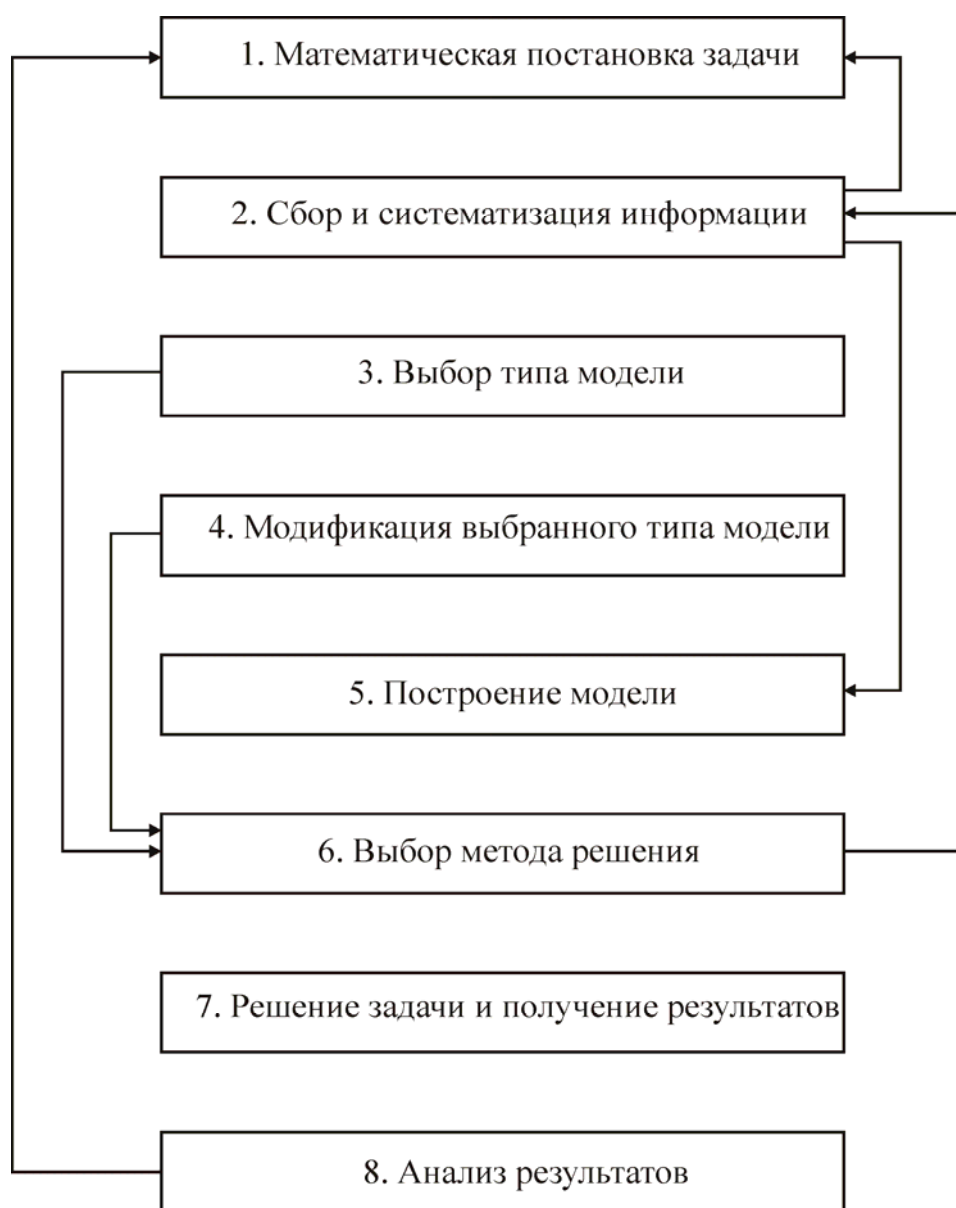 1. Математическая постановка задачи
2. Сбор и систематизация информации
3. Выбор типа модели
4. Модификация выбранного типа модели
5. Построение модели
6. Выбор метода решения
7. Решение задачи и получение результатов
8. Анализ результатов